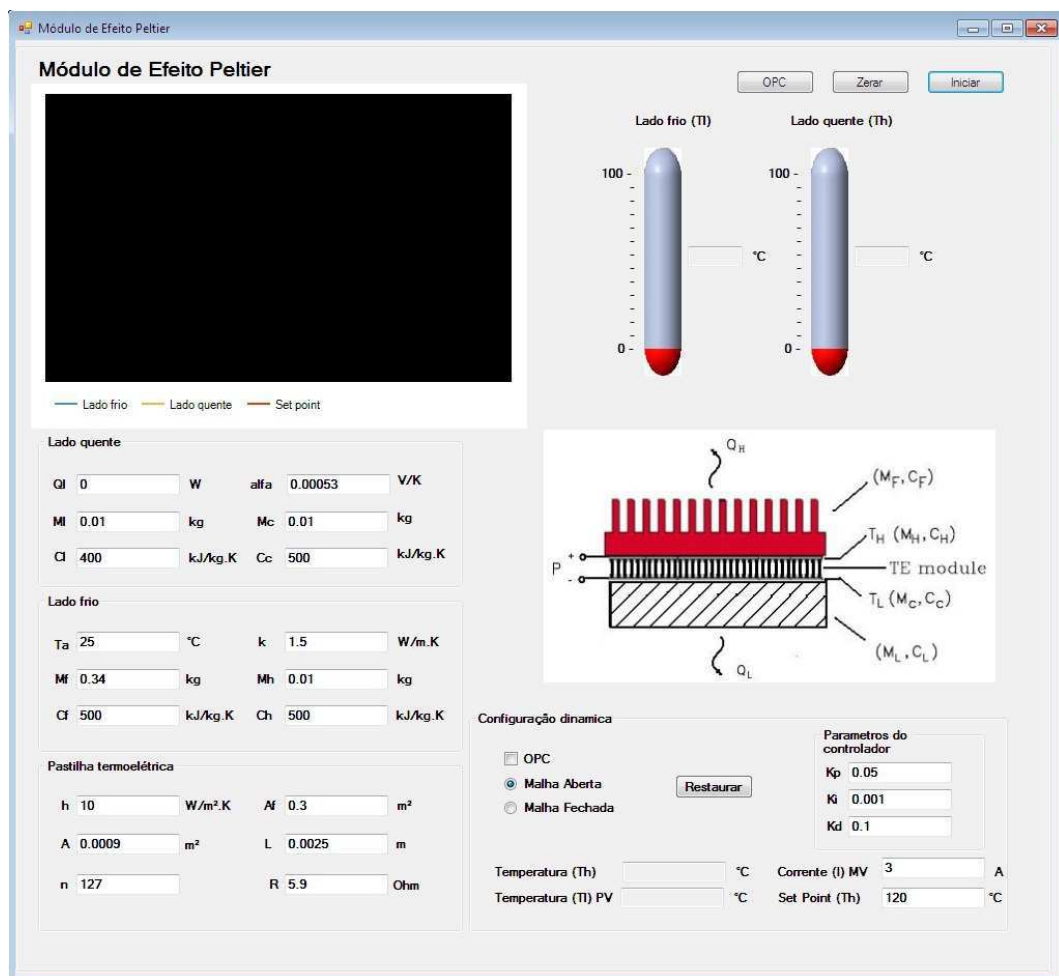 Módulo de Efeito Peltier
Módulo de Efeito Peltier
OPC Zerar Iniciar
Lado frio (Tl) Lado quente (Th)
100 - 100 -
°C °C
0 - 0 -
Lado frio Lado quente Set point
Lado quente
Ql 0 W alfa 0.00053 V/K
Ml 0.01 kg Mc 0.01 kg
Cl 400 kJ/kg.K Cc 500 kJ/kg.K
Lado frio
Ta 25 °C k 1.5 W/m.K
Mf 0.34 kg Mh 0.01 kg
Cf 500 kJ/kg.K Ch 500 kJ/kg.K
Pastilha termoelétrica
h 10 W/m².K Af 0.3 m²
A 0.0009 m² L 0.0025 m
n 127 R 5.9 Ohm
Q_H
(M_F, C_F)
T_H (M_H, C_H)
P + -
TE module
T_L (M_C, C_C)
(M_L, C_L)
Q_L
Configuração dinamica
OPC
Malha Aberta
Malha Fechada
Restaurar
Parametros do
controlador
Kp 0.05
Ki 0.001
Kd 0.1
Temperatura (Th) °C Corrente (I) MV 3 A
Temperatura (Tl) PV °C Set Point (Th) 120 °C